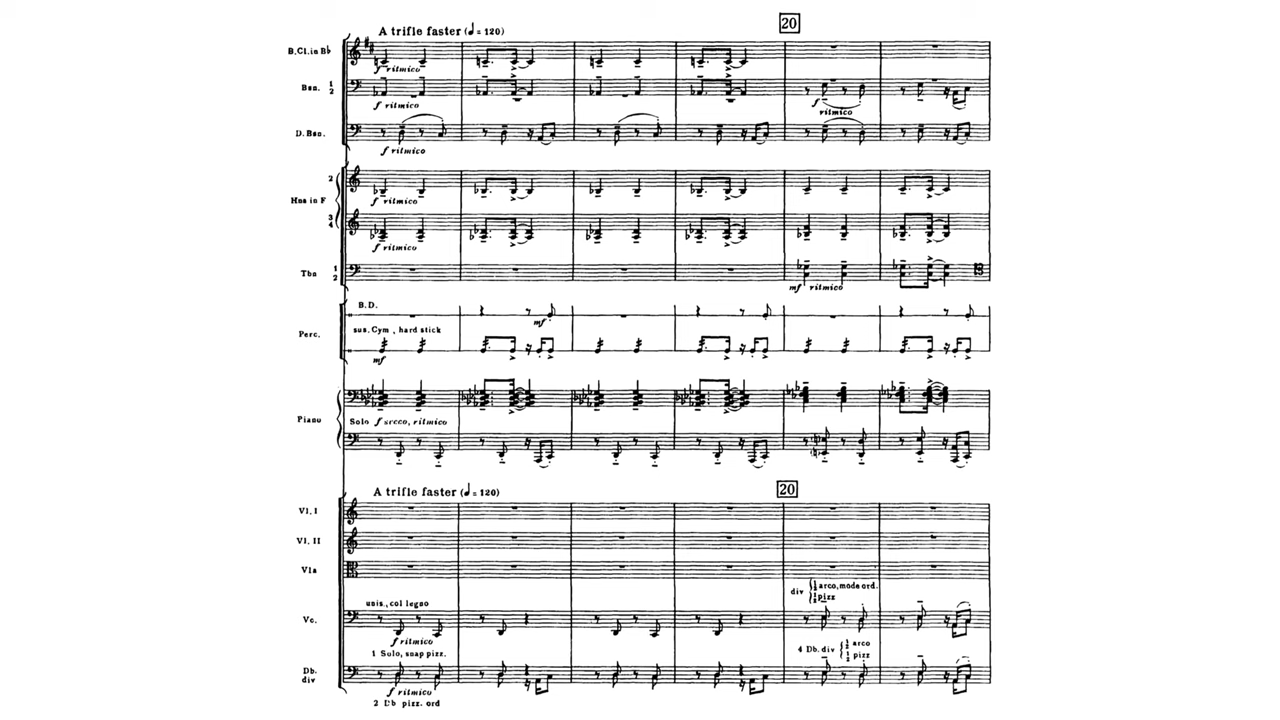 20
A trifle faster (𝅗𝅥 = 120)
B.Cl.in B♭
f ritmico
Bsn. 1 2
f ritmico
f
ritmico
D.Bsn.
f ritmico
2
Hns in F
f ritmico
3
4
f ritmico
Tbn 1 2
mf ritmico
B.D.
mf
Perc.
sus.Cym, hard stick
mf
Piano
Solo f secco, ritmico
A trifle faster (𝅗𝅥 = 120)
20
Vl. I
Vl. II
Vla
div 1/2 arco, mode ord.
1/2 pizz
unis., col legno
Vc.
f ritmico
1 Solo, snap pizz.
4 Db. div 1/2 arco
1/2 pizz
Db.
div
f ritmico
2 Db pizz. ord